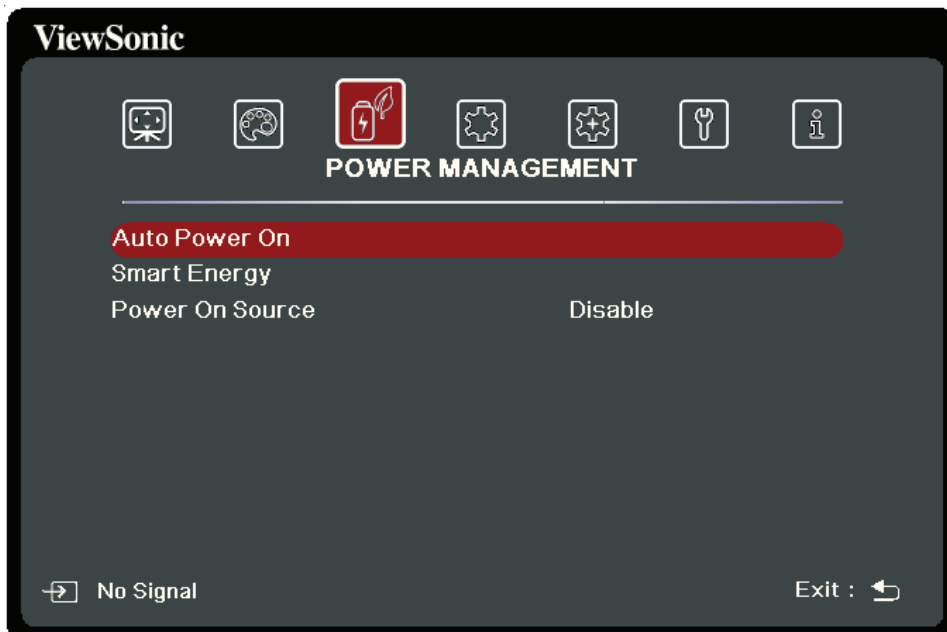 ViewSonic
POWER MANAGEMENT
Auto Power On
Smart Energy
Power On Source Disable
No Signal Exit :